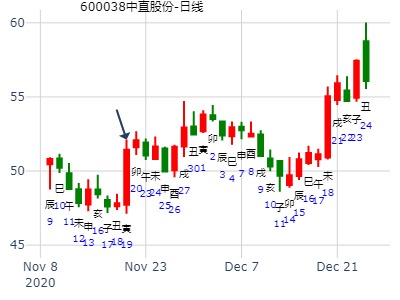 600038中直股份-日线
60
55
50
45
辰
9
巳
10
午
11
未
12
申
13
亥
16
子
17
丑
18
寅
19
卯
20
午
23
未
24
申
25
酉
26
戌
27
丑
30
寅
1
卯
2
辰
3
巳
4
申
7
酉
8
戌
9
亥
10
子
11
卯
14
辰
15
巳
16
午
17
未
18
戌
21
亥
22
子
23
丑
24
Nov 8
2020
Nov 23
Dec 7
Dec 21